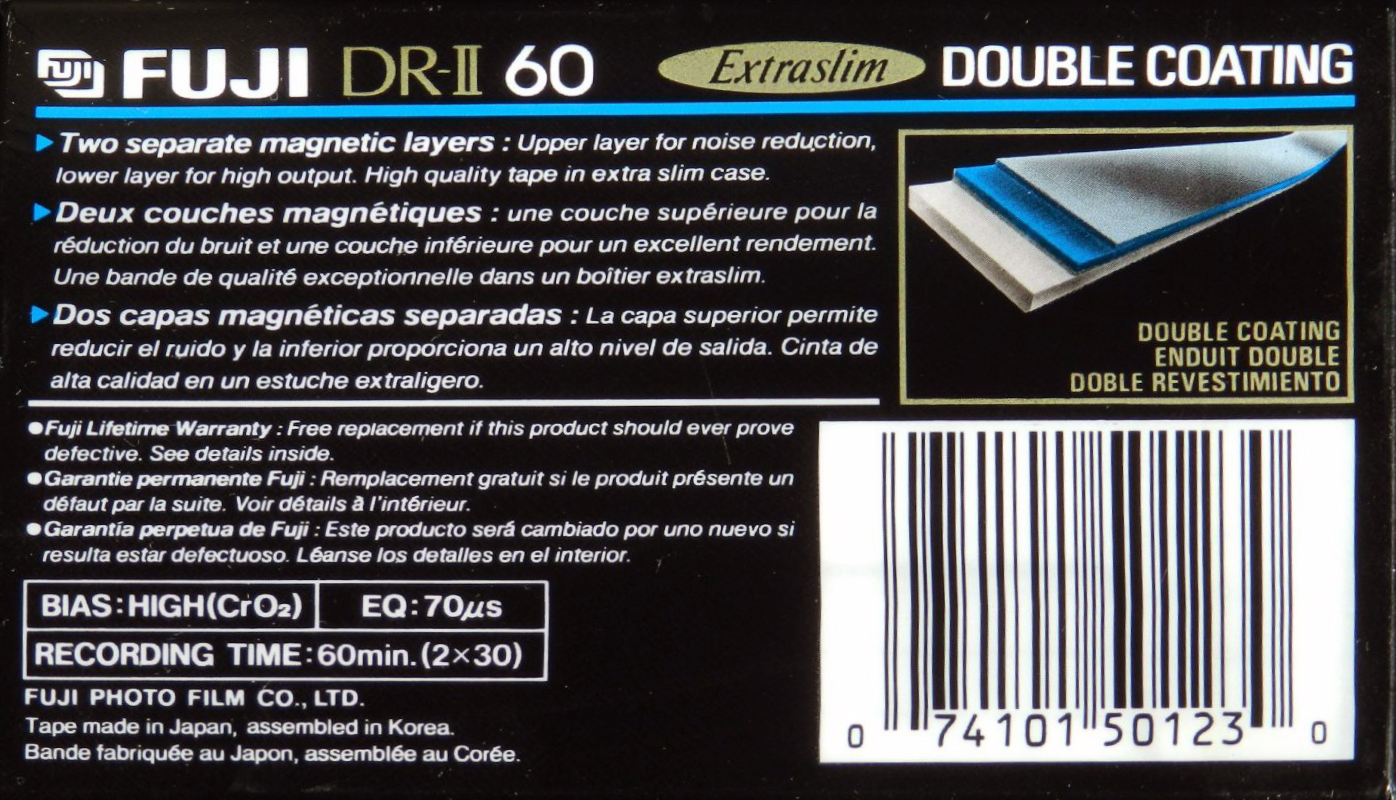 FUJI FUJI DR-II 60 Extraslim DOUBLE COATING
▶Two separate magnetic layers : Upper layer for noise reduction,
lower layer for high output. High quality tape in extra slim case.
▶Deux couches magnétiques : une couche supérieure pour la
réduction du bruit et une couche inférieure pour un excellent rendement.
Une bande de qualité exceptionnelle dans un boîtier extraslim.
▶Dos capas magnéticas separadas : La capa superior permite
reducir el ruido y la inferior proporciona un alto nivel de salida. Cinta de
alta calidad en un estuche extraligero.
DOUBLE COATING
ENDUIT DOUBLE
DOBLE REVESTIMIENTO
●Fuji Lifetime Warranty : Free replacement if this product should ever prove
defective. See details inside.
●Garantie permanente Fuji : Remplacement gratuit si le produit présente un
défaut par la suite. Voir détails à l'intérieur.
●Garantía perpetua de Fuji : Este producto será cambiado por uno nuevo si
resulta estar defectuoso. Léanse los detalles en el interior.
BIAS:HIGH(CrO₂) EQ:70μs
RECORDING TIME:60min.(2×30)
FUJI PHOTO FILM CO., LTD.
Tape made in Japan, assembled in Korea.
Bande fabriquée au Japon, assemblée au Corée.
0 74101 50123 0